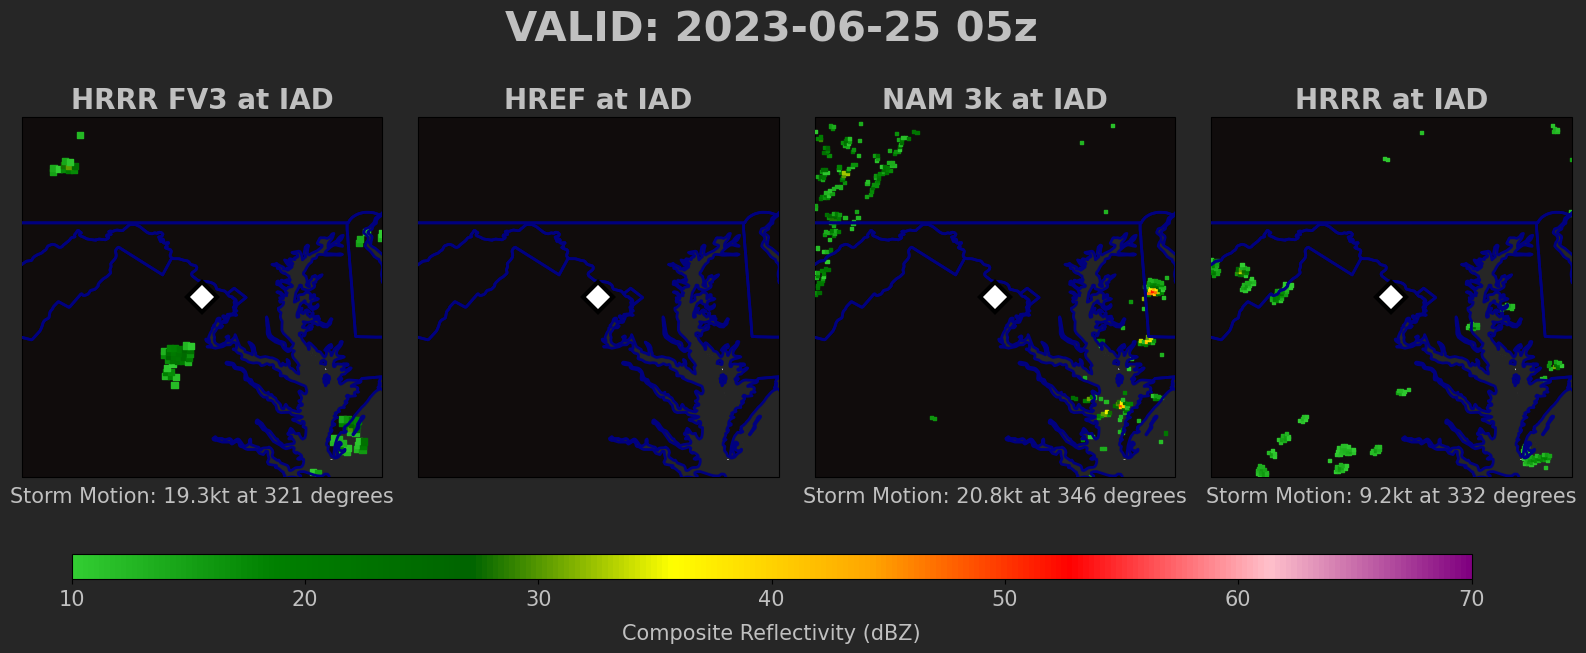 VALID: 2023-06-25 05z
HRRR FV3 at IAD
HREF at IAD
NAM 3k at IAD
HRRR at IAD
Storm Motion: 19.3kt at 321 degrees
Storm Motion: 20.8kt at 346 degrees
Storm Motion: 9.2kt at 332 degrees
10 20 30 40 50 60 70
Composite Reflectivity (dBZ)